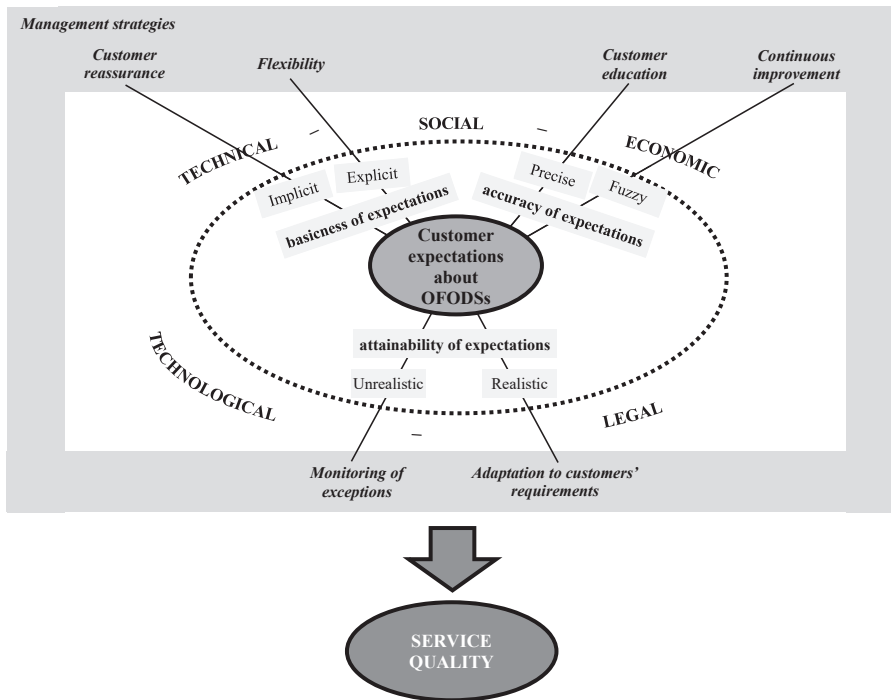 Management strategies
Customer
reassurance
Flexibility
Customer
education
Continuous
improvement
TECHNICAL
–
SOCIAL
–
ECONOMIC
Implicit
Explicit
basicness of expectations
Precise
Fuzzy
accuracy of expectations
Customer
expectations
about
OFODSs
attainability of expectations
Unrealistic
Realistic
TECHNOLOGICAL
–
LEGAL
Monitoring of
exceptions
Adaptation to customers’
requirements
SERVICE
QUALITY